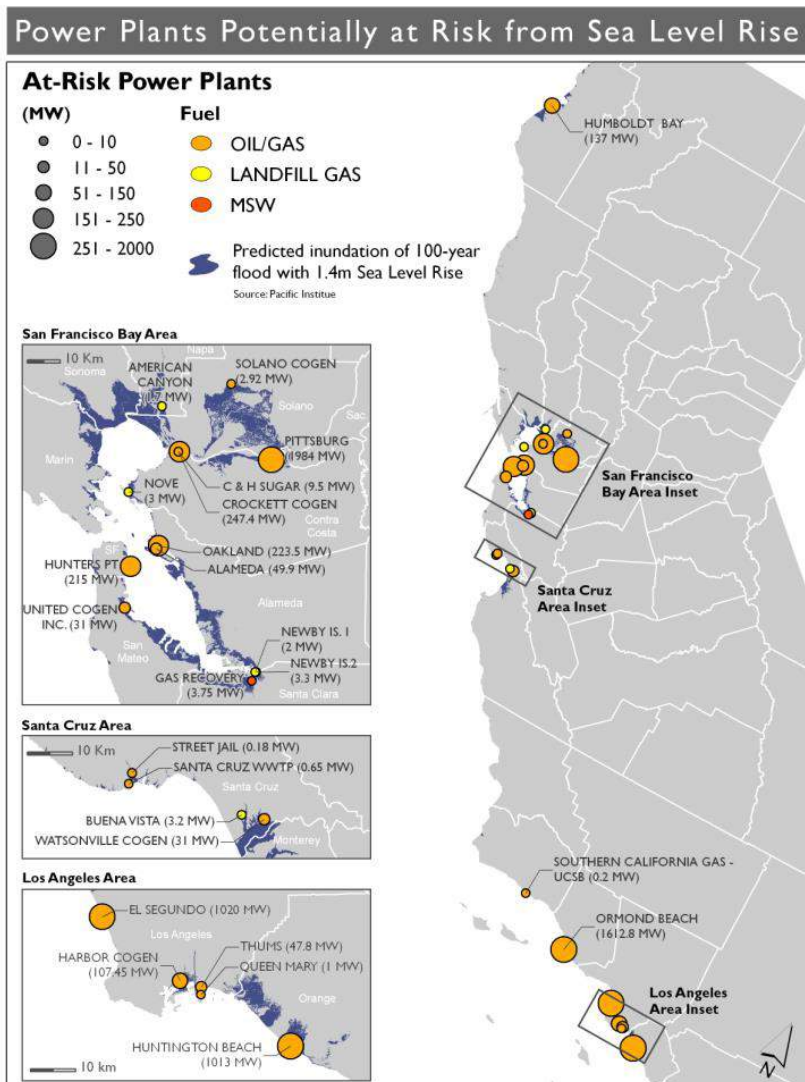 Power Plants Potentially at Risk from Sea Level Rise
At-Risk Power Plants
(MW)
0 - 10
11 - 50
51 - 150
151 - 250
251 - 2000
Fuel
OIL/GAS
LANDFILL GAS
MSW
Predicted inundation of 100-year
flood with 1.4m Sea Level Rise
Source: Pacific Institue
HUMBOLDT BAY
(137 MW)
San Francisco Bay Area
10 Km
Napa
Sonoma
AMERICAN
CANYON
(1.7 MW)
SOLANO COGEN
(2.92 MW)
Solano
Sac
Marin
PITTSBURG
(1984 MW)
NOVE
(3 MW)
C & H SUGAR (9.5 MW)
CROCKETT COGEN
(247.4 MW)
Contra
Costa
SF
OAKLAND (223.5 MW)
ALAMEDA (49.9 MW)
HUNTERS PT
(215 MW)
UNITED COGEN
INC. (31 MW)
Alameda
San
Mateo
NEWBY IS. 1
(2 MW)
NEWBY IS.2
(3.3 MW)
GAS RECOVERY
(3.75 MW)
Santa Clara
San Francisco
Bay Area Inset
Santa Cruz
Area Inset
Santa Cruz Area
10 Km
STREET JAIL (0.18 MW)
SANTA CRUZ WWTP (0.65 MW)
Santa Cruz
BUENA VISTA (3.2 MW)
WATSONVILLE COGEN (31 MW)
Monterey
Los Angeles Area
EL SEGUNDO (1020 MW)
Los Angeles
HARBOR COGEN
(107.45 MW)
THUMS (47.8 MW)
QUEEN MARY (1 MW)
Orange
HUNTINGTON BEACH
(1013 MW)
10 km
SOUTHERN CALIFORNIA GAS -
UCSB (0.2 MW)
ORMOND BEACH
(1612.8 MW)
Los Angeles
Area Inset
N